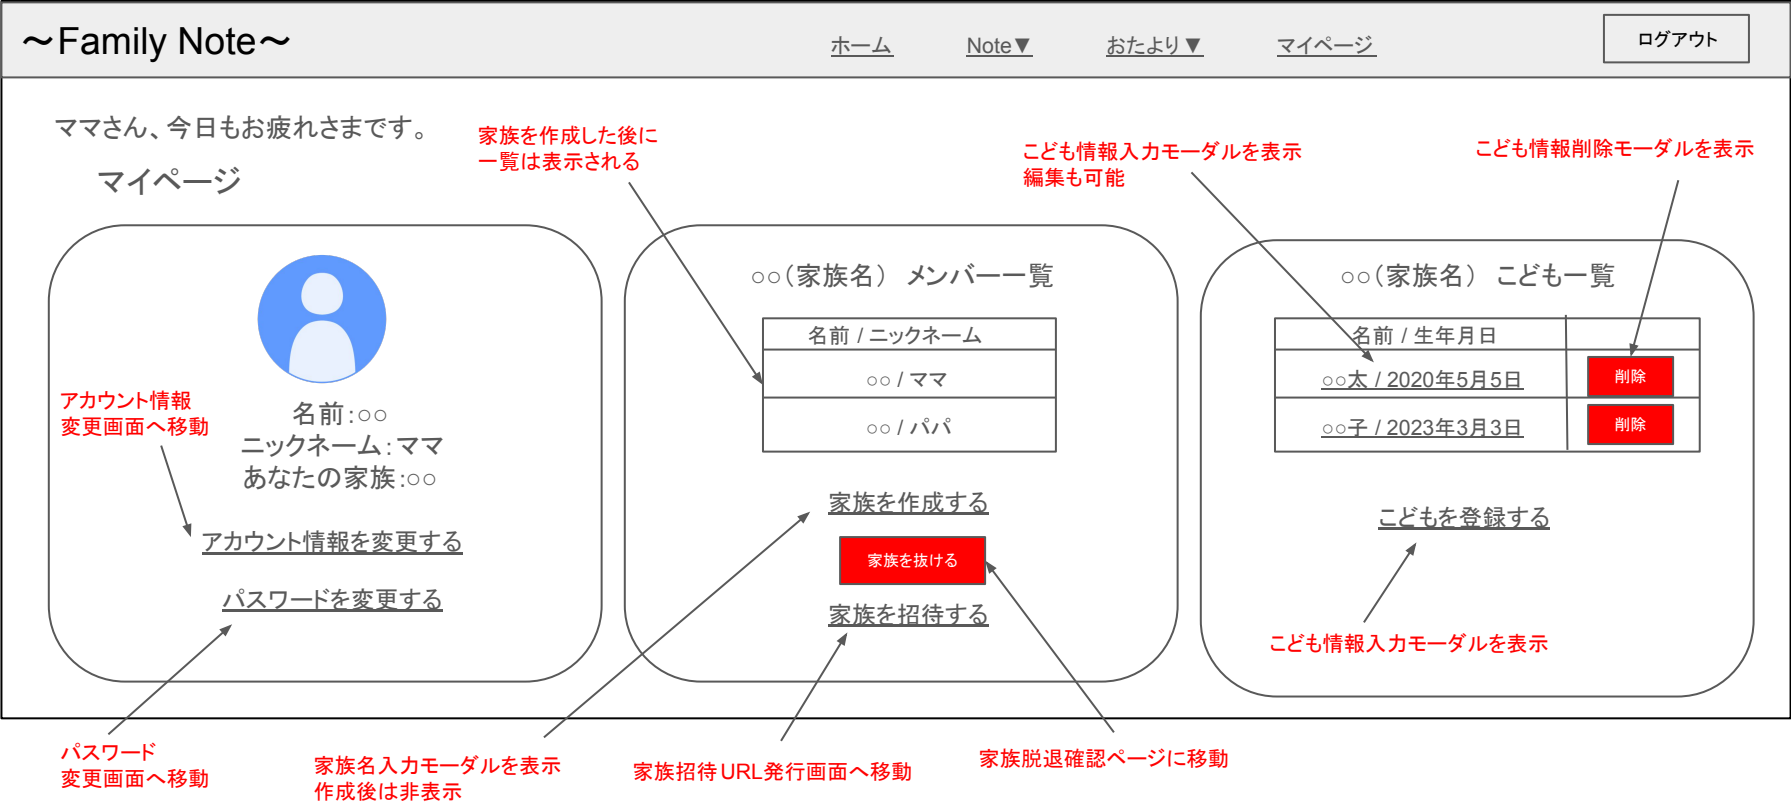 ～Family Note～
ホーム
Note▼
おたより▼
マイページ
ログアウト
ママさん、今日もお疲れさまです。
マイページ
家族を作成した後に
一覧は表示される
こども情報入力モーダルを表示
編集も可能
こども情報削除モーダルを表示
名前：○○
ニックネーム：ママ
あなたの家族：○○
アカウント情報
変更画面へ移動
アカウント情報を変更する
パスワードを変更する
○○（家族名） メンバー一覧
名前 / ニックネーム
○○ / ママ
○○ / パパ
家族を作成する
家族を抜ける
家族を招待する
○○（家族名） こども一覧
名前 / 生年月日
○○太 / 2020年5月5日
削除
○○子 / 2023年3月3日
削除
こどもを登録する
こども情報入力モーダルを表示
パスワード
変更画面へ移動
家族名入力モーダルを表示
作成後は非表示
家族招待URL発行画面へ移動
家族脱退確認ページに移動